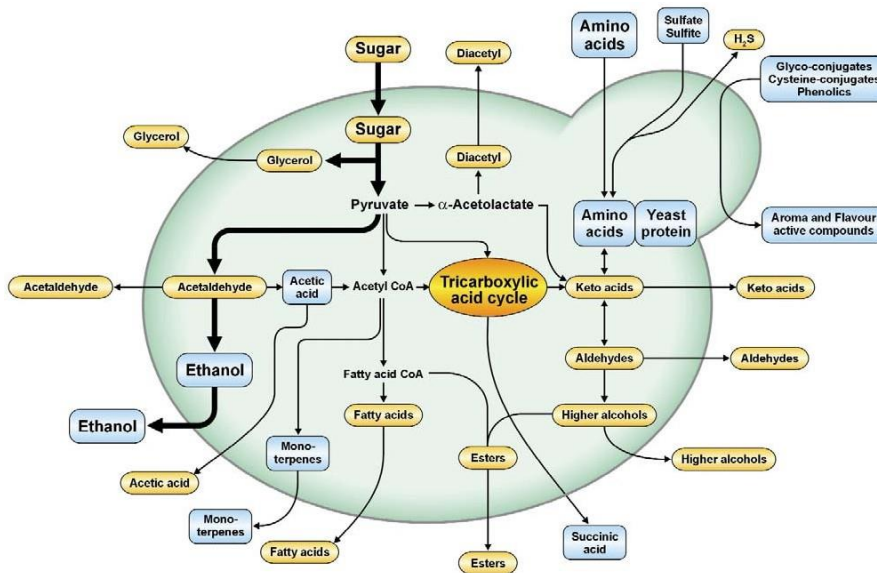 Sugar
Diacetyl
Amino
acids
Sulfate
Sulfite
H₂S
Glyco-conjugates
Cysteine-conjugates
Phenolics
Sugar
Glycerol
Glycerol
Diacetyl
Pyruvate
α-Acetolactate
Amino
acids
Yeast
protein
Aroma and Flavour
active compounds
Acetaldehyde
Acetaldehyde
Acetic
acid
Acetyl CoA
Tricarboxylic
acid cycle
Keto acids
Keto acids
Ethanol
Fatty acid CoA
Aldehydes
Aldehydes
Ethanol
Fatty acids
Higher alcohols
Mono-
terpenes
Esters
Higher alcohols
Acetic acid
Mono-
terpenes
Fatty acids
Esters
Succinic
acid